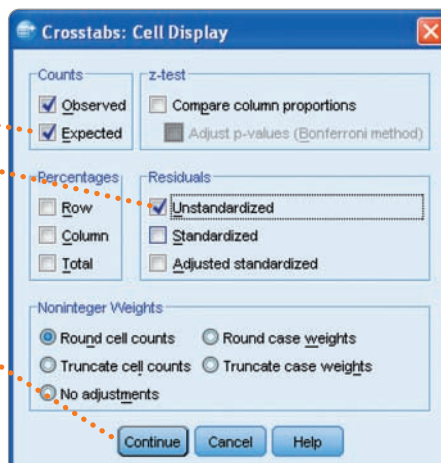 Crosstabs: Cell Display
Counts
Observed
Expected
z-test
Compare column proportions
Adjust p-values (Bonferroni method)
Percentages
Row
Column
Total
Residuals
Unstandardized
Standardized
Adjusted standardized
Noninteger Weights
Round cell counts Round case weights
Truncate cell counts Truncate case weights
No adjustments
Continue Cancel Help